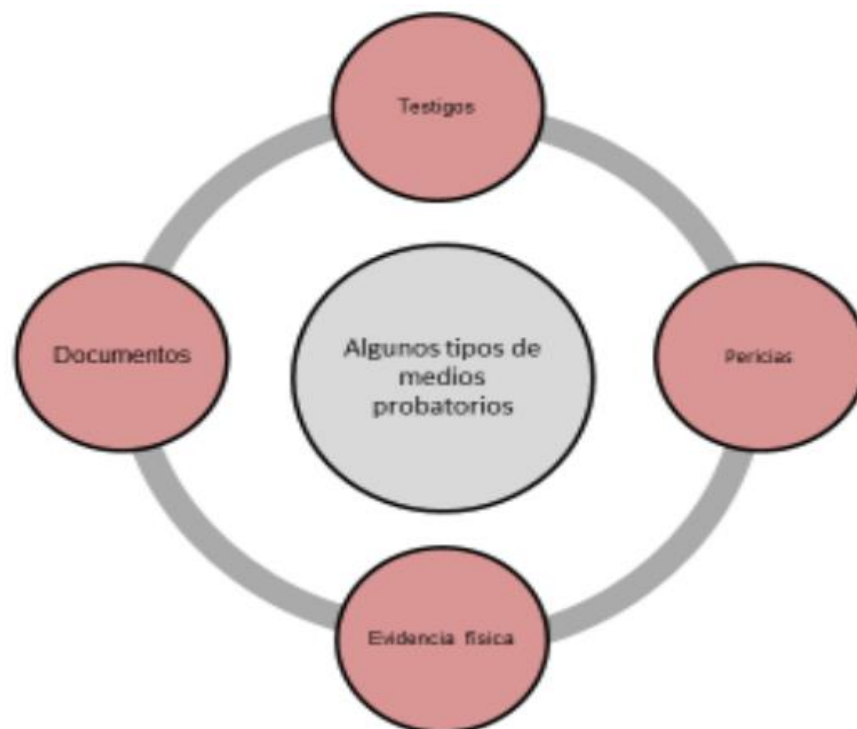 Testigos
Documentos
Algunos tipos de
medios
probatorios
Pericias
Evidencia física